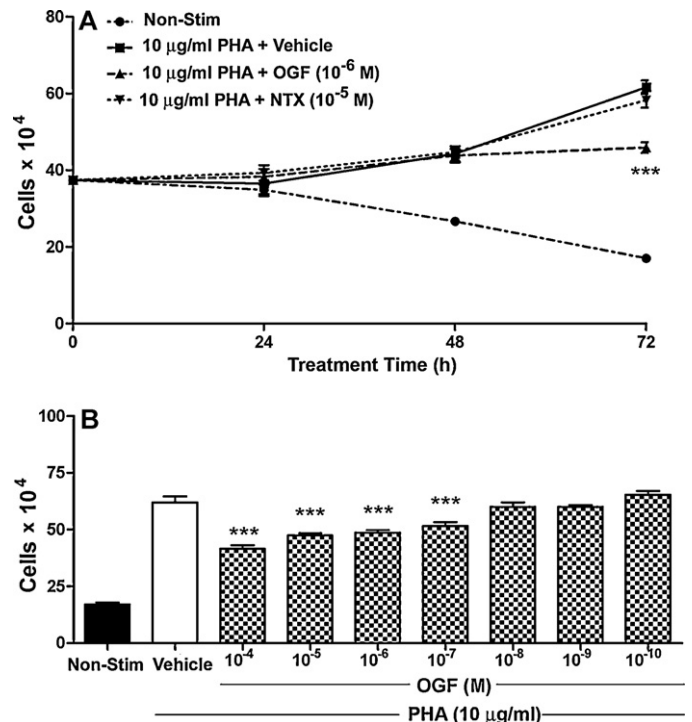 A
Non-Stim
10 μg/ml PHA + Vehicle
10 μg/ml PHA + OGF (10⁻⁶ M)
10 μg/ml PHA + NTX (10⁻⁵ M)
80
60
40
20
0
Cells x 10⁴
***
0 24 48 72
Treatment Time (h)
B
100
75
50
25
0
Cells x 10⁴
*** *** *** ***
Non-Stim Vehicle 10⁻⁴ 10⁻⁵ 10⁻⁶ 10⁻⁷ 10⁻⁸ 10⁻⁹ 10⁻¹⁰
OGF (M)
PHA (10 μg/ml)